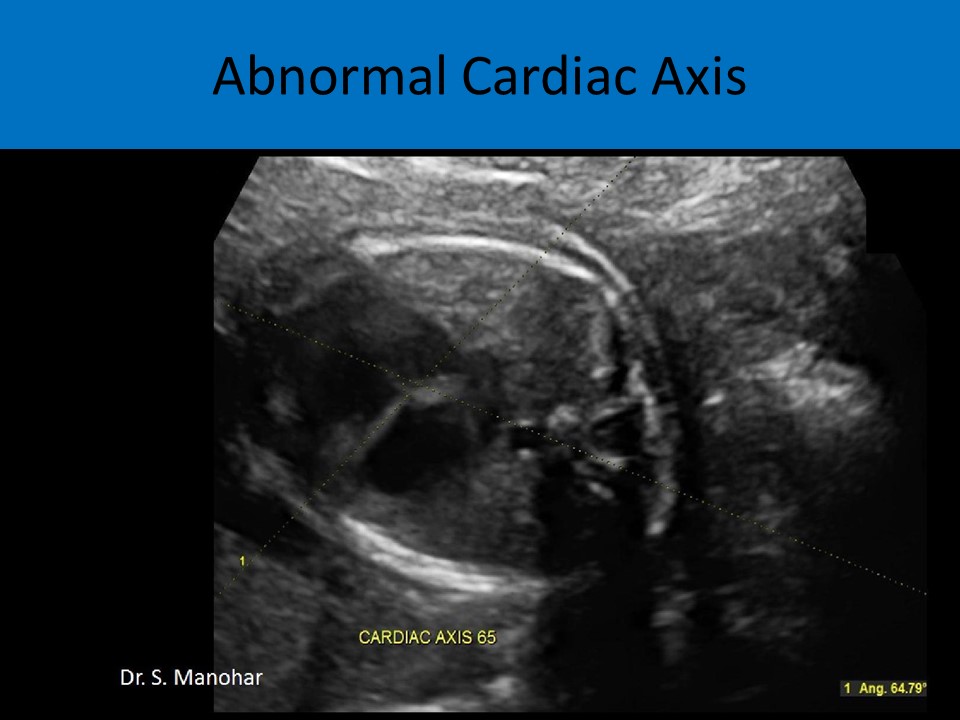 Abnormal Cardiac Axis
1
CARDIAC AXIS 65
Dr. S. Manohar
1 Ang. 64.79°